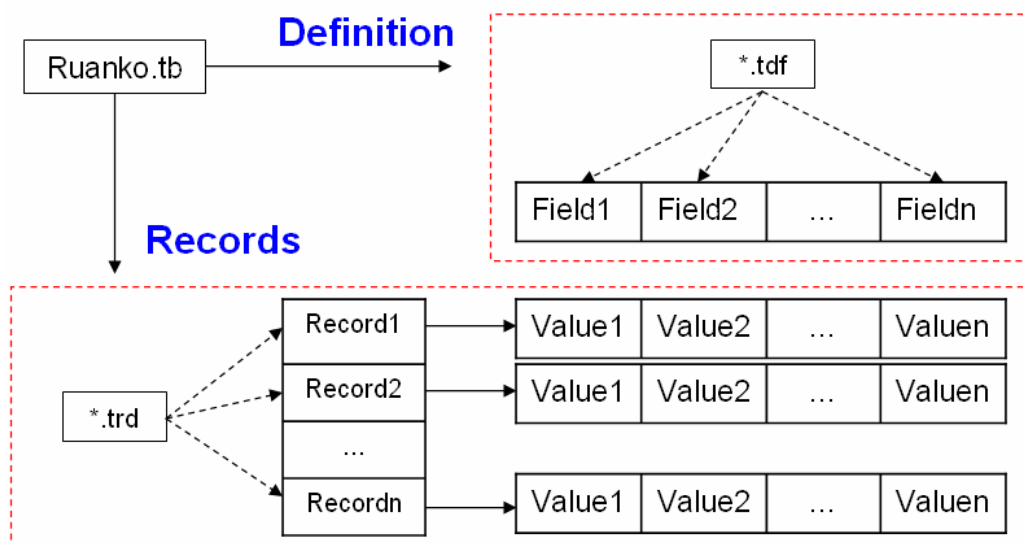 Definition
Ruanko.tb
*.tdf
Field1 Field2 ... Fieldn
Records
Record1 Value1 Value2 ... Valuen
Record2 Value1 Value2 ... Valuen
*.trd
...
Recordn Value1 Value2 ... Valuen